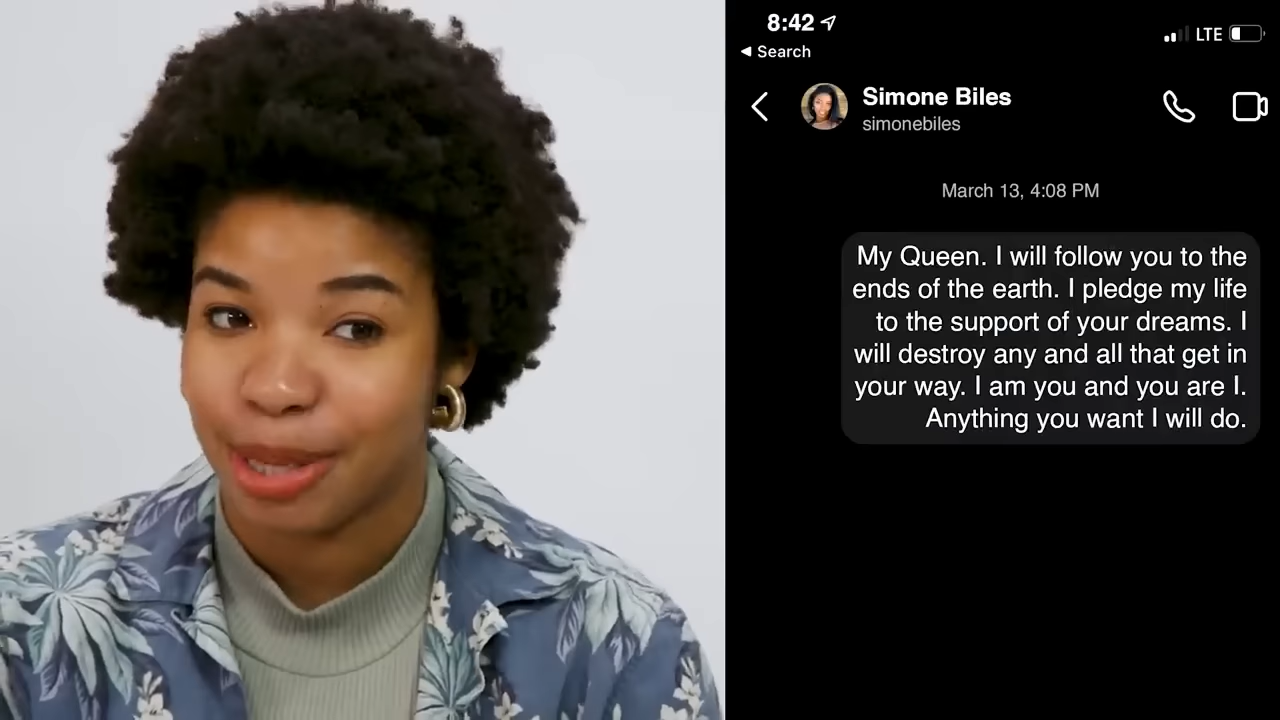 8:42
LTE
Search
Simone Biles
simonebiles
March 13, 4:08 PM
My Queen. I will follow you to the
ends of the earth. I pledge my life
to the support of your dreams. I
will destroy any and all that get in
your way. I am you and you are I.
Anything you want I will do.